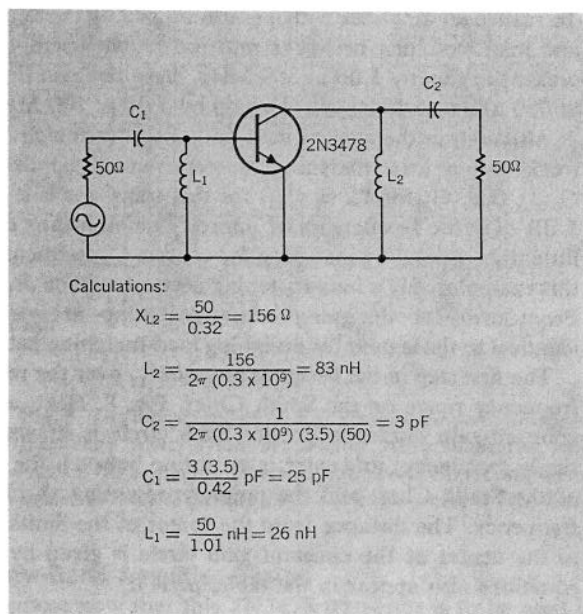 C₁
C₂
50Ω
L₁
2N3478
L₂
50Ω
Calculations:
X_L2 = 50/0.32 = 156 Ω
L₂ = 156/2π (0.3 x 10⁹) = 83 nH
C₂ = 1/2π (0.3 x 10⁹) (3.5) (50) = 3 pF
C₁ = 3 (3.5)/0.42 pF = 25 pF
L₁ = 50/1.01 nH = 26 nH